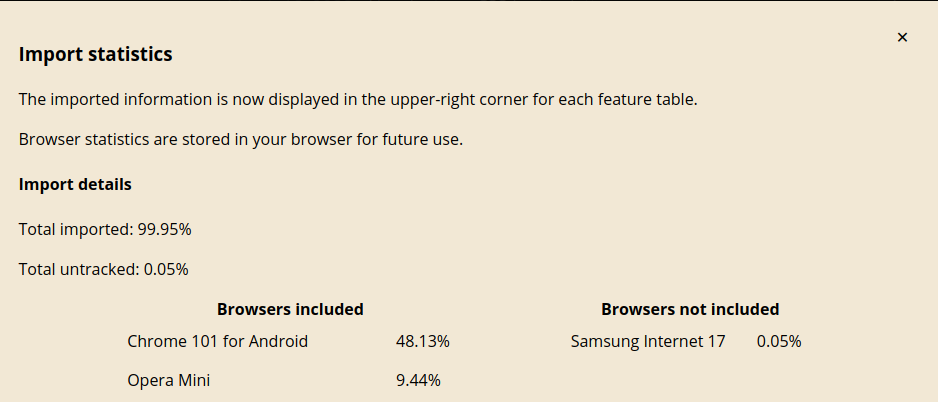 ×
Import statistics
The imported information is now displayed in the upper-right corner for each feature table.
Browser statistics are stored in your browser for future use.
Import details
Total imported: 99.95%
Total untracked: 0.05%
Browsers included Browsers not included
Chrome 101 for Android 48.13% Samsung Internet 17 0.05%
Opera Mini 9.44%